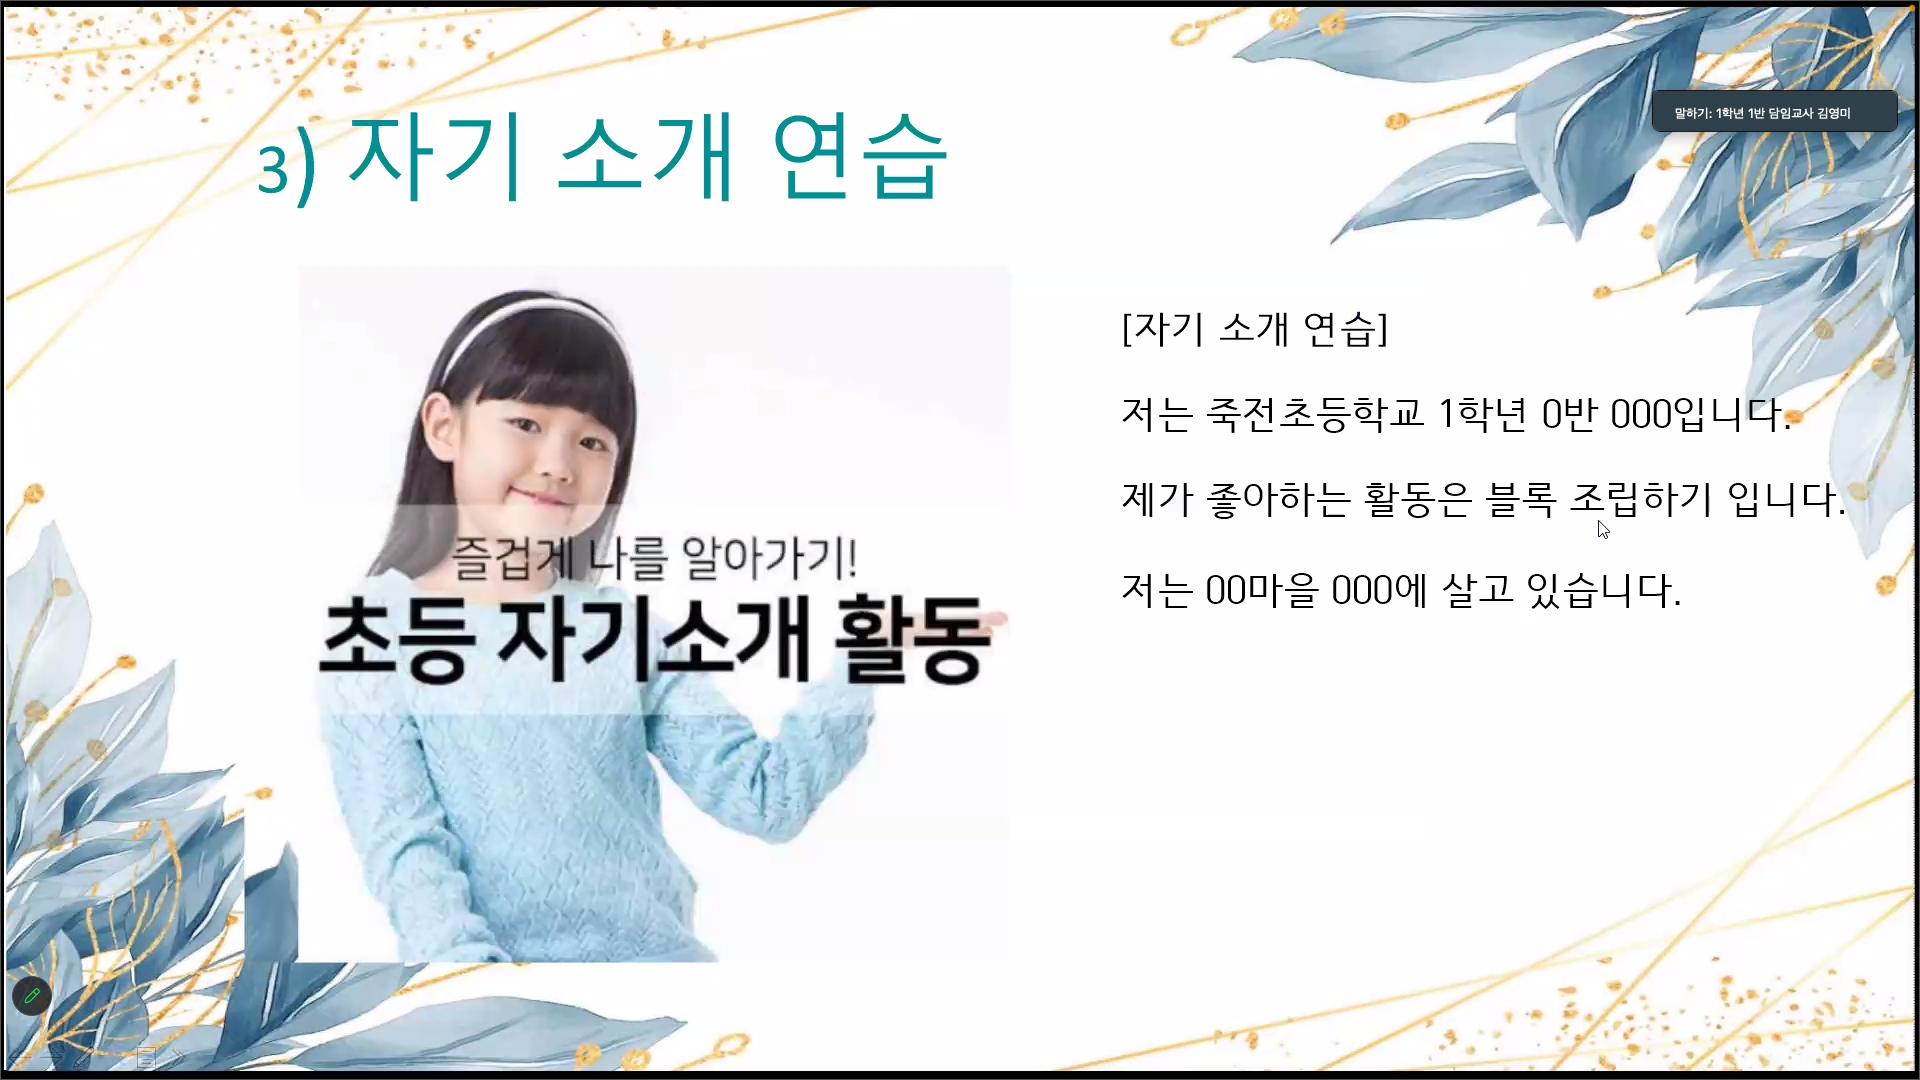 말하기: 1학년 1반 담임교사 김영미
3) 자기 소개 연습
즐겁게 나를 알아가기!
초등 자기소개 활동
[자기 소개 연습]
저는 죽전초등학교 1학년 0반 000입니다.
제가 좋아하는 활동은 블록 조립하기 입니다.
저는 00마을 000에 살고 있습니다.